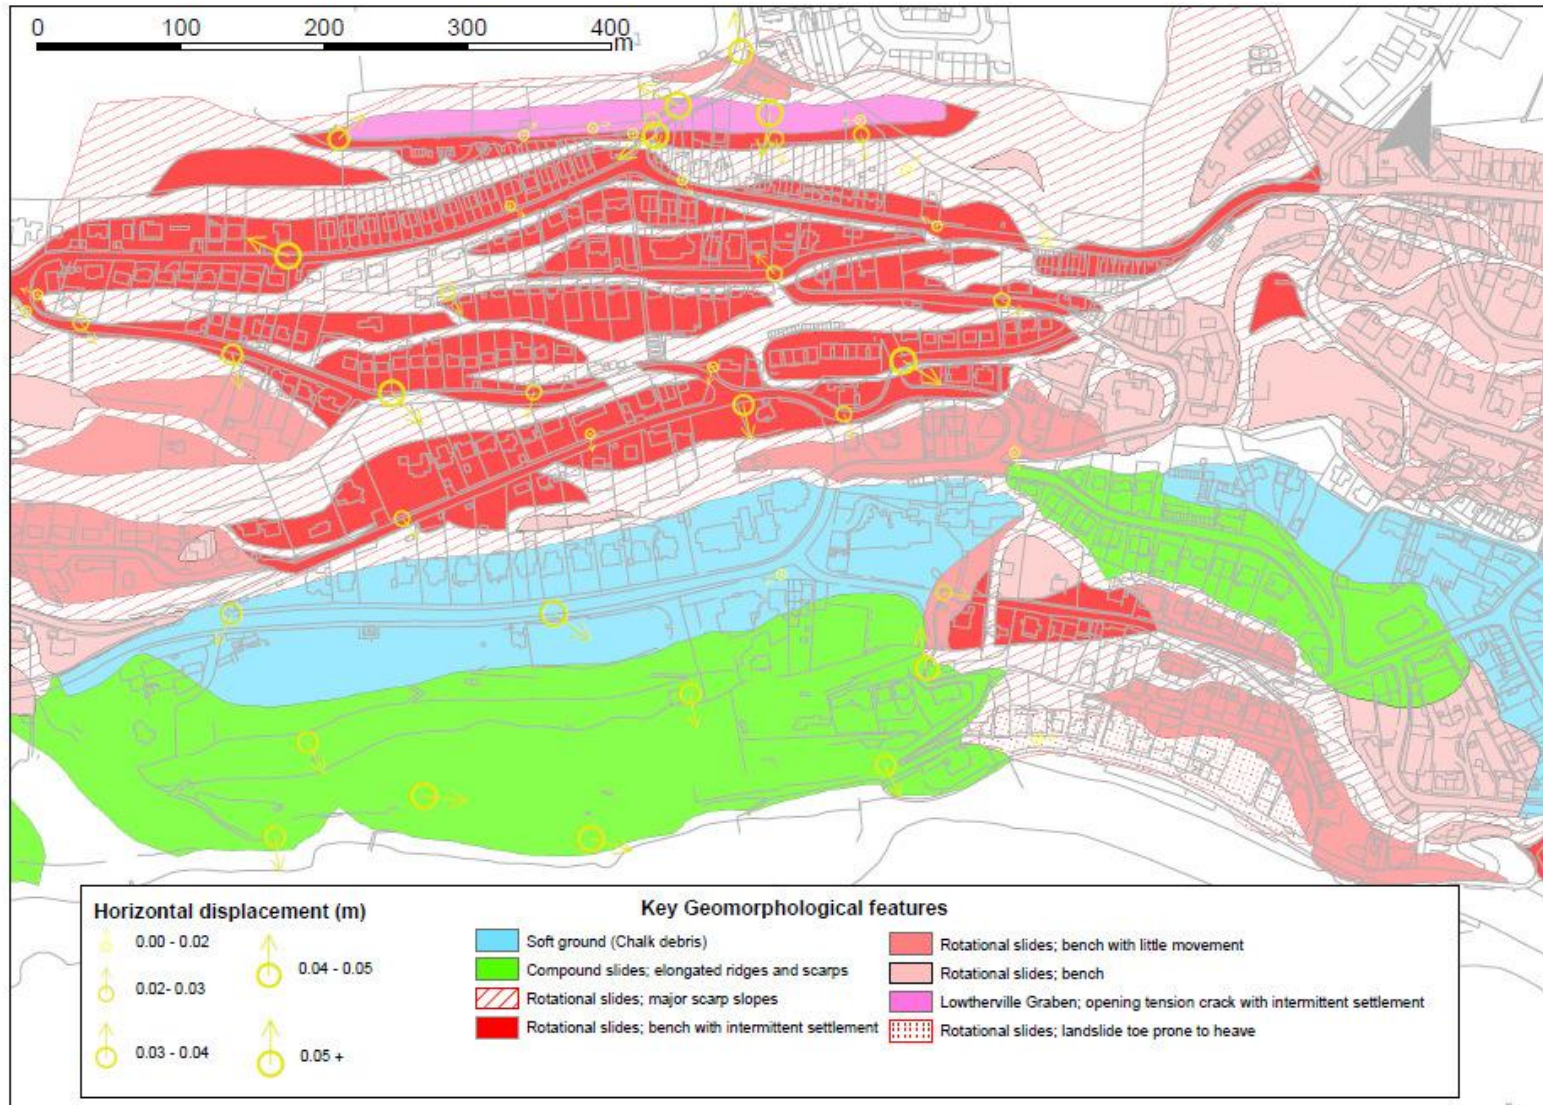 0 100 200 300 400
m
Horizontal displacement (m)
0.00 - 0.02
0.02- 0.03
0.03 - 0.04
0.04 - 0.05
0.05 +
Key Geomorphological features
Soft ground (Chalk debris)
Compound slides; elongated ridges and scarps
Rotational slides; major scarp slopes
Rotational slides; bench with intermittent settlement
Rotational slides; bench with little movement
Rotational slides; bench
Lowtherville Graben; opening tension crack with intermittent settlement
Rotational slides; landslide toe prone to heave